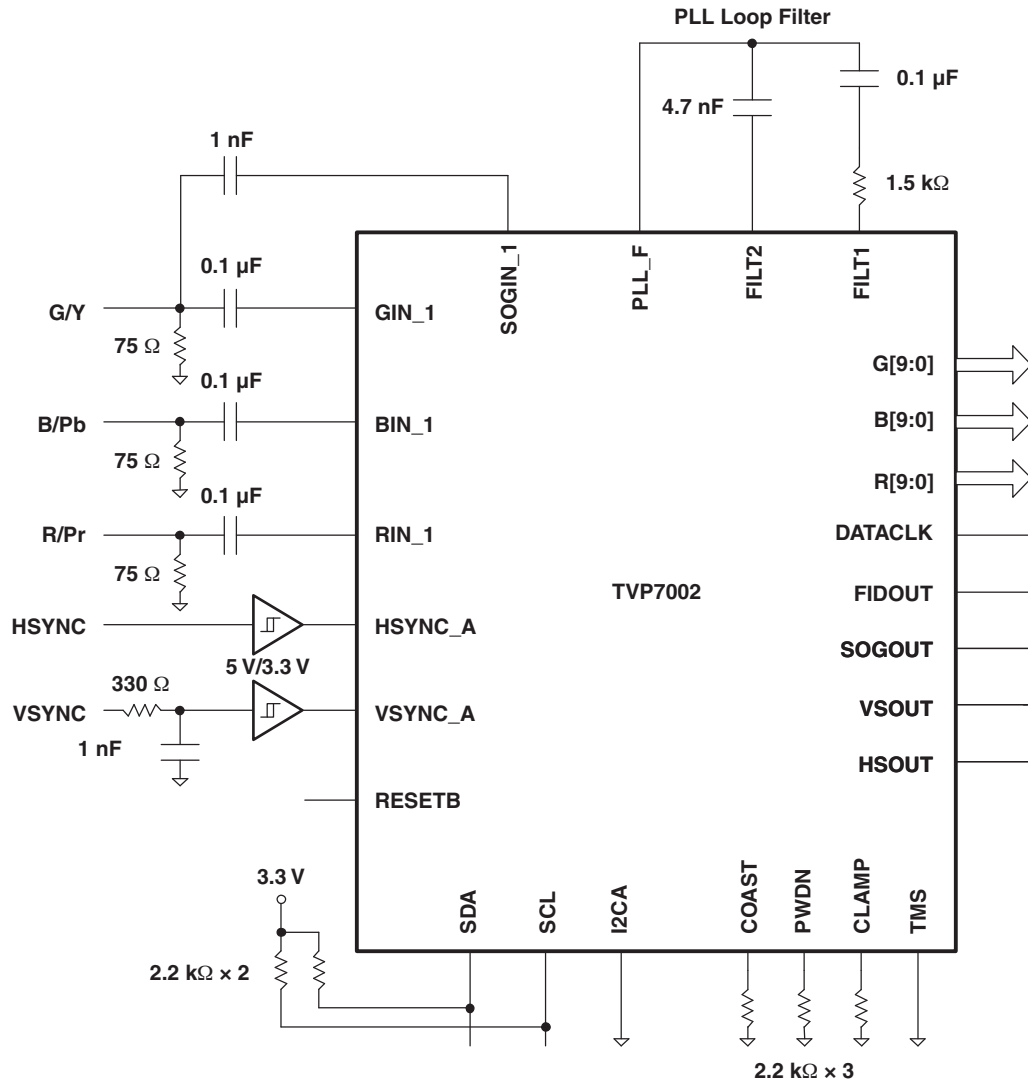 PLL Loop Filter
0.1 µF
4.7 nF
1 nF
1.5 kΩ
SOGIN_1
PLL_F
FILT2
FILT1
0.1 µF
G/Y
GIN_1
75 Ω
G[9:0]
0.1 µF
B/Pb
BIN_1
B[9:0]
75 Ω
R[9:0]
0.1 µF
R/Pr
RIN_1
DATACLK
75 Ω
TVP7002
FIDOUT
HSYNC
HSYNC_A
SOGOUT
5 V/3.3 V
330 Ω
VSYNC
VSYNC_A
VSOUT
1 nF
HSOUT
RESETB
3.3 V
SDA
SCL
I2CA
COAST
PWDN
CLAMP
TMS
2.2 kΩ × 2
2.2 kΩ × 3